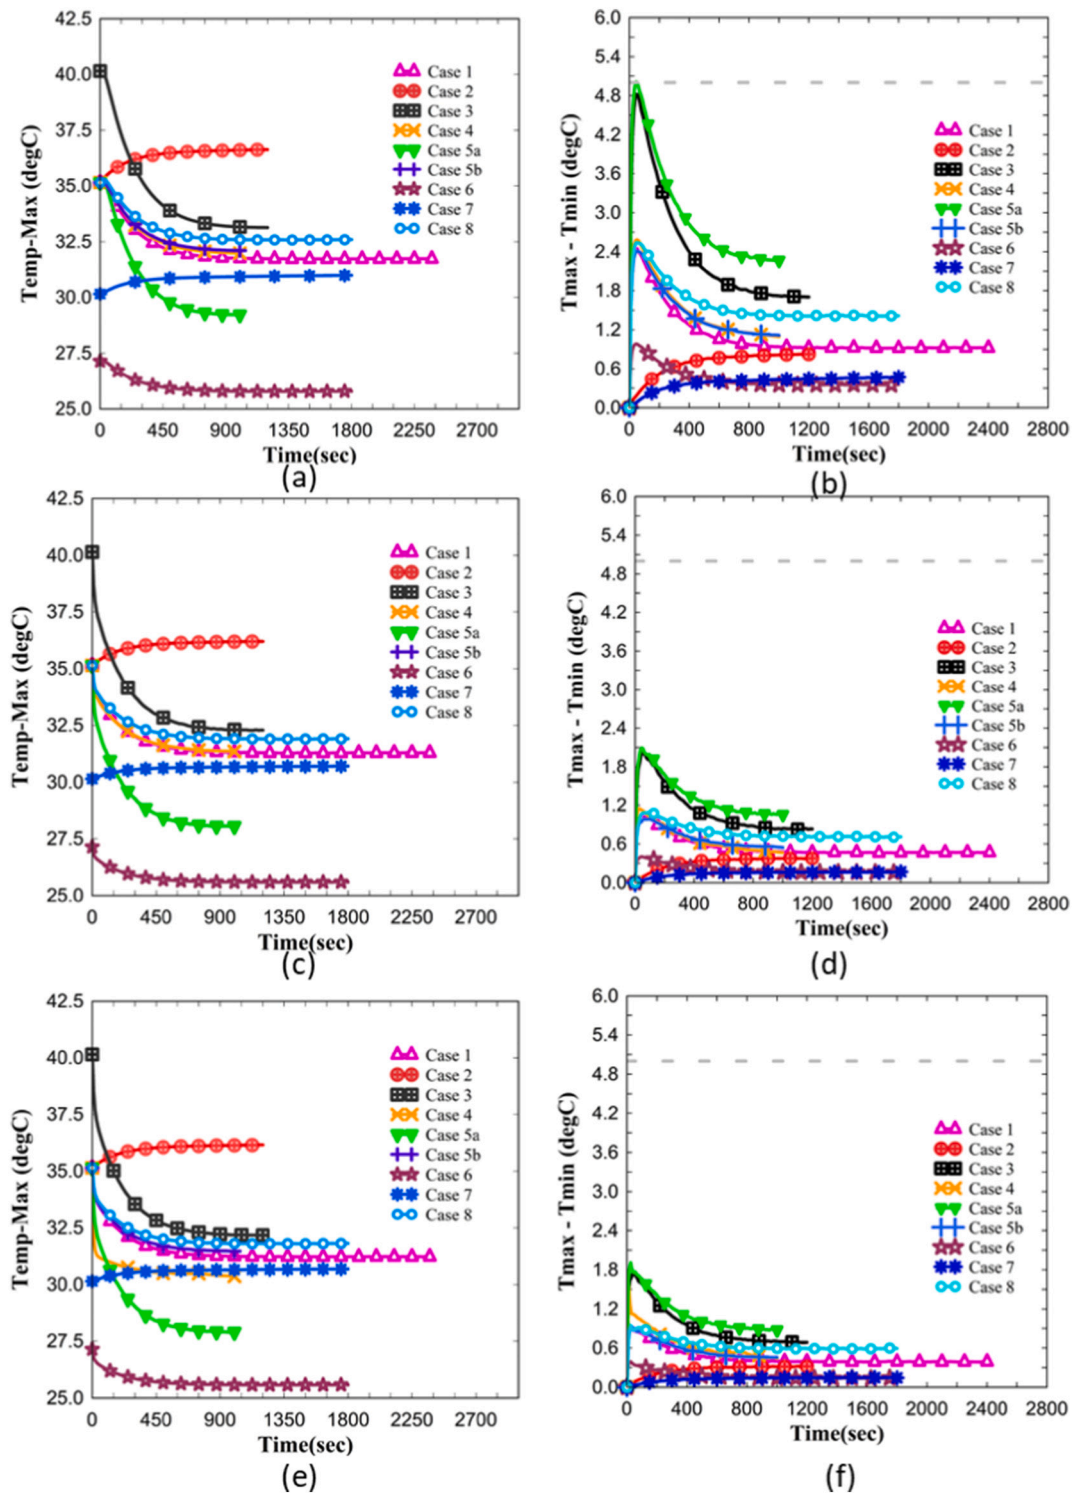 42.5
40.0
37.5
35.0
32.5
30.0
27.5
25.0
Temp-Max (degC)
Case 1
Case 2
Case 3
Case 4
Case 5a
Case 5b
Case 6
Case 7
Case 8
0 450 900 1350 1800 2250 2700
Time(sec)
(a)
6.0
5.4
4.8
4.2
3.6
3.0
2.4
1.8
1.2
0.6
0.0
Tmax - Tmin (degC)
Case 1
Case 2
Case 3
Case 4
Case 5a
Case 5b
Case 6
Case 7
Case 8
0 400 800 1200 1600 2000 2400 2800
Time(sec)
(b)
42.5
40.0
37.5
35.0
32.5
30.0
27.5
25.0
Temp-Max (degC)
Case 1
Case 2
Case 3
Case 4
Case 5a
Case 5b
Case 6
Case 7
Case 8
0 450 900 1350 1800 2250 2700
Time(sec)
(c)
6.0
5.4
4.8
4.2
3.6
3.0
2.4
1.8
1.2
0.6
0.0
Tmax - Tmin (degC)
Case 1
Case 2
Case 3
Case 4
Case 5a
Case 5b
Case 6
Case 7
Case 8
0 400 800 1200 1600 2000 2400 2800
Time(sec)
(d)
42.5
40.0
37.5
35.0
32.5
30.0
27.5
25.0
Temp-Max (degC)
Case 1
Case 2
Case 3
Case 4
Case 5a
Case 5b
Case 6
Case 7
Case 8
0 450 900 1350 1800 2250 2700
Time(sec)
(e)
6.0
5.4
4.8
4.2
3.6
3.0
2.4
1.8
1.2
0.6
0.0
Tmax - Tmin (degC)
Case 1
Case 2
Case 3
Case 4
Case 5a
Case 5b
Case 6
Case 7
Case 8
0 400 800 1200 1600 2000 2400 2800
Time(sec)
(f)